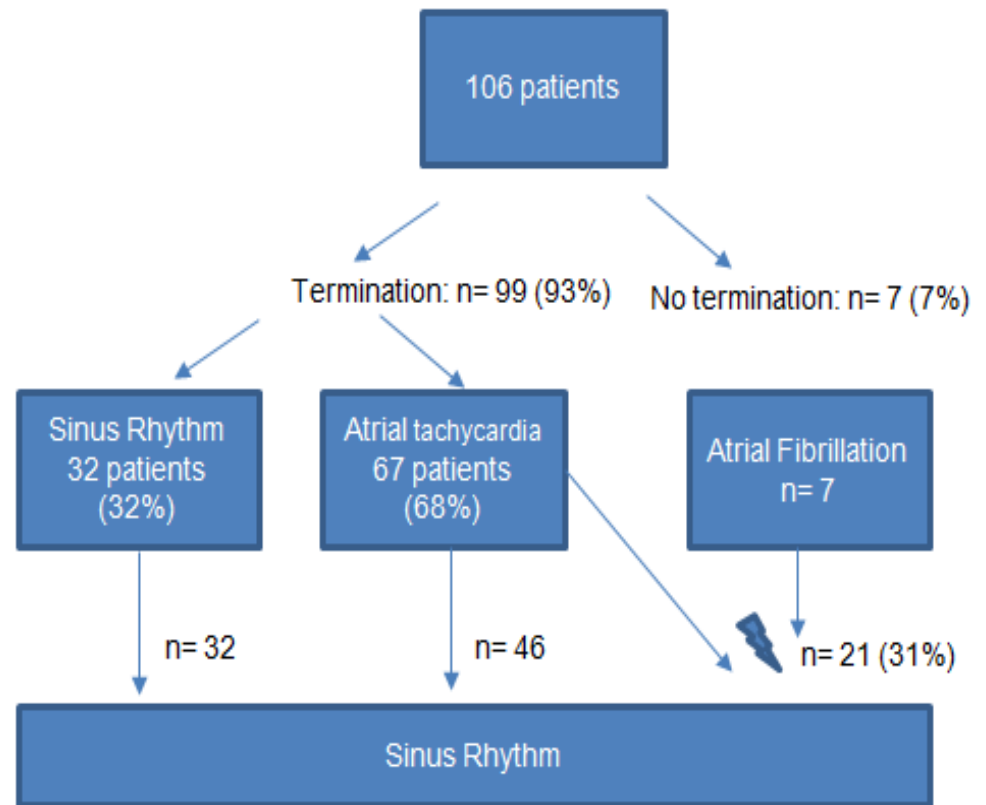 106 patients
Termination: n= 99 (93%)
No termination: n= 7 (7%)
Sinus Rhythm
32 patients
(32%)
Atrial tachycardia
67 patients
(68%)
Atrial Fibrillation
n= 7
n= 32
n= 46
n= 21 (31%)
Sinus Rhythm